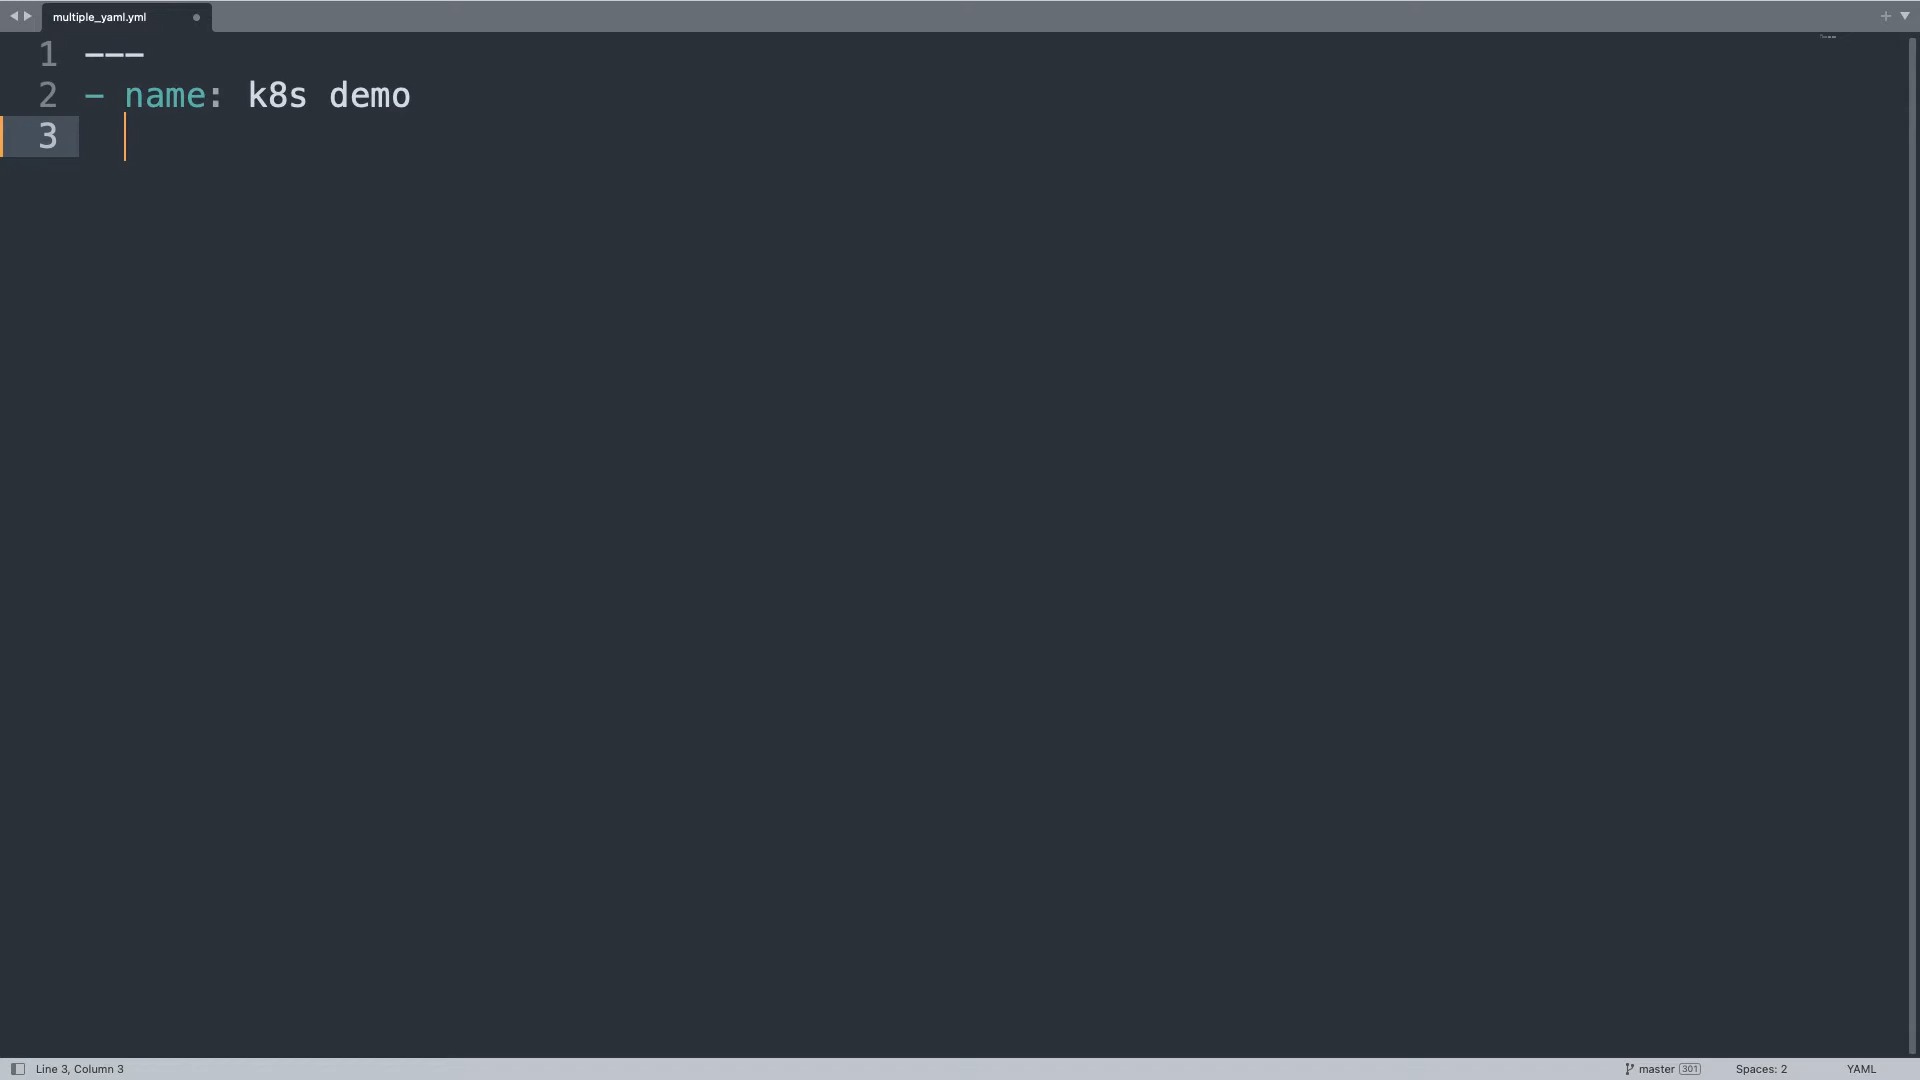 multiple_yaml.yml
1 ---
2 - name: k8s demo
3
Line 3, Column 3
master 301
Spaces: 2
YAML